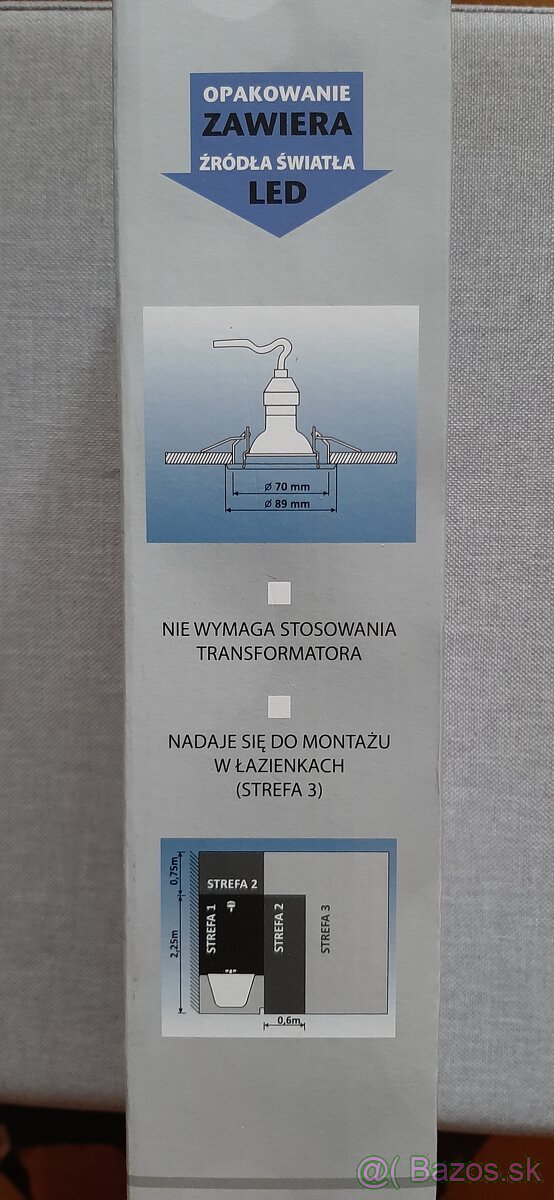 OPAKOWANIE
ZAWIERA
ŹRÓDŁA ŚWIATŁA
LED
Ø 70 mm
Ø 89 mm
NIE WYMAGA STOSOWANIA
TRANSFORMATORA
NADAJE SIĘ DO MONTAŻU
W ŁAZIENKACH
(STREFA 3)
0,75m
STREFA 2
2,25m
STREFA 1
STREFA 2
STREFA 3
0,6m
@( Bazos.sk